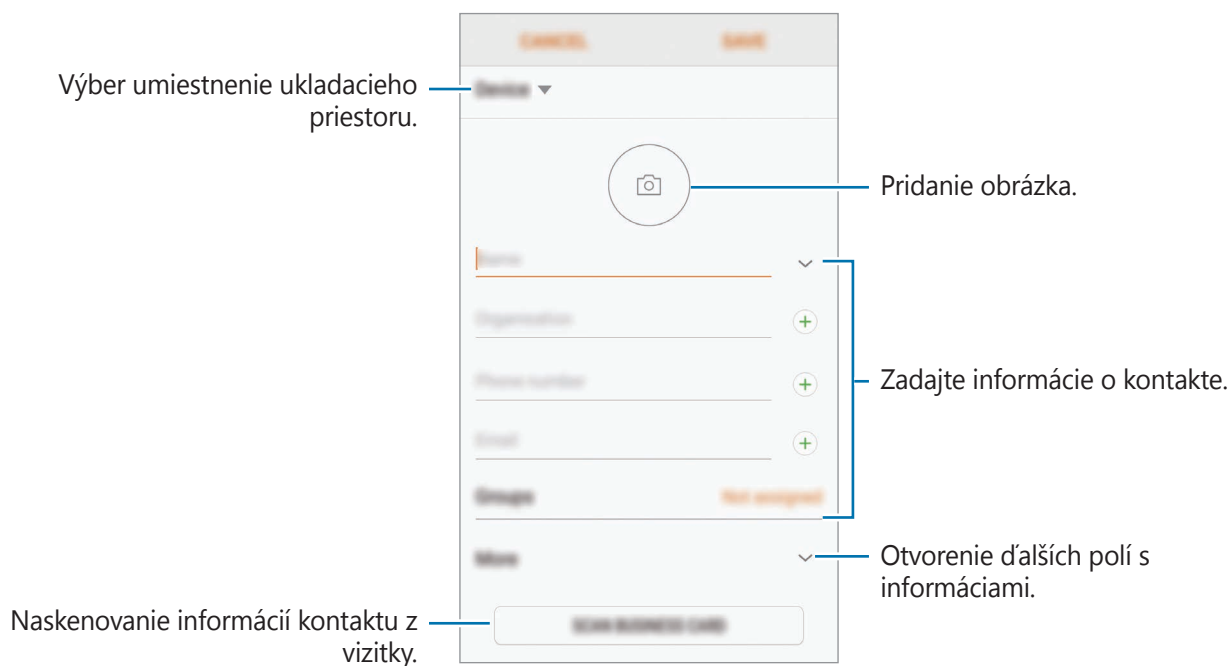 CANCEL
SAVE
Výber umiestnenie ukladacieho
priestoru.
Device
Pridanie obrázka.
Name
Organisation
Phone number
Zadajte informácie o kontakte.
Email
Groups
Not assigned
More
Otvorenie ďalších polí s
informáciami.
Naskenovanie informácií kontaktu z
vizitky.
SCAN BUSINESS CARD